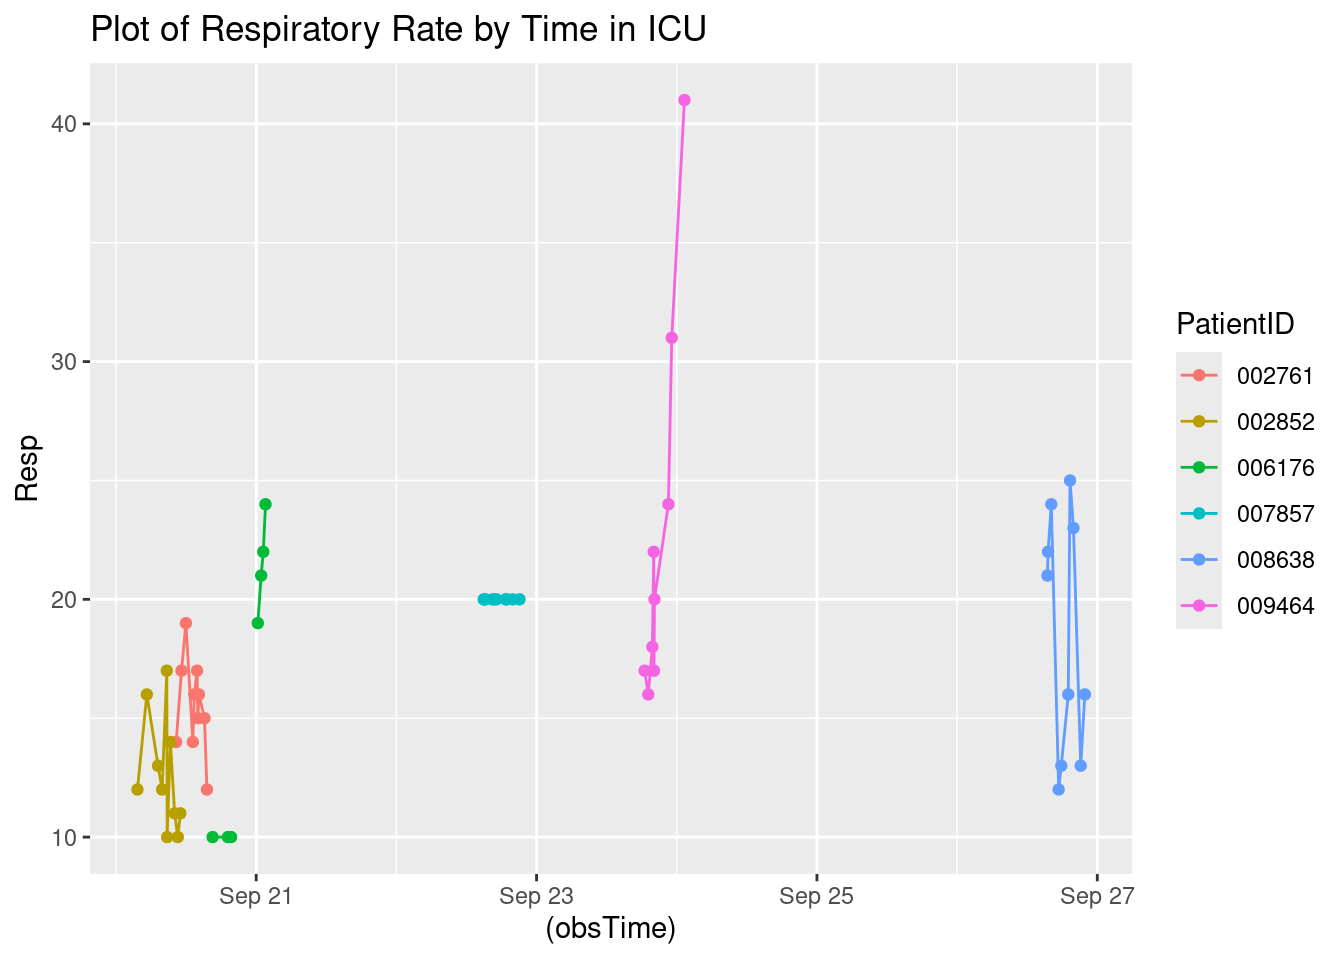 Plot of Respiratory Rate by Time in ICU
40
30
20
10
Resp
Sep 21
Sep 23
Sep 25
Sep 27
(obsTime)
PatientID
002761
002852
006176
007857
008638
009464